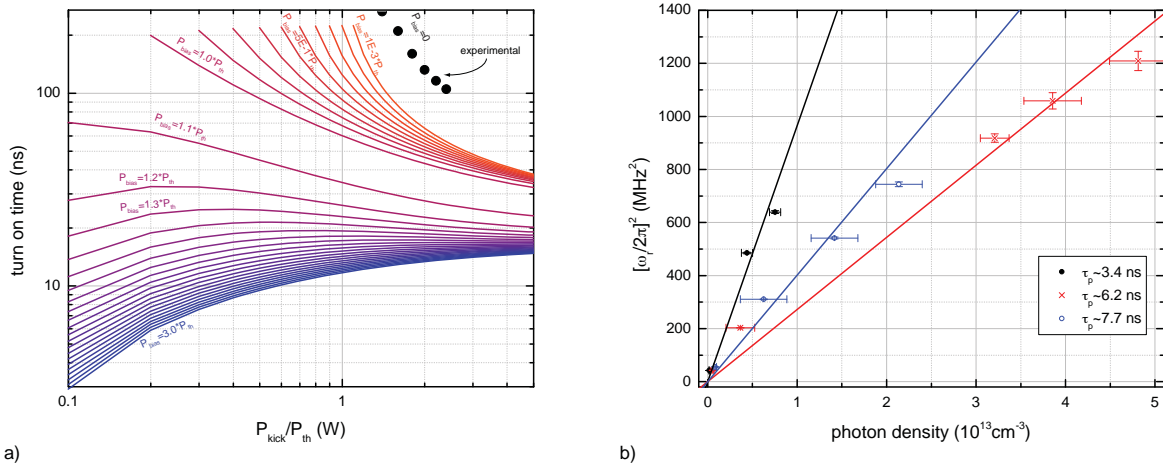 P_bias=0
P_bias=1E-3*P_th
P_bias=5E-1*P_th
P_bias=1.0*P_th
experimental
P_bias=1.1*P_th
P_bias=1.2*P_th
P_bias=1.3*P_th
P_bias=3.0*P_th
100
10
turn on time (ns)
0.1 1
P_kick/P_th (W)
a)
1400
1200
1000
800
600
400
200
0
[ω_r/2π]² (MHz²)
τ_p~3.4 ns
τ_p~6.2 ns
τ_p~7.7 ns
0 1 2 3 4 5
photon density (10¹³cm-³)
b)